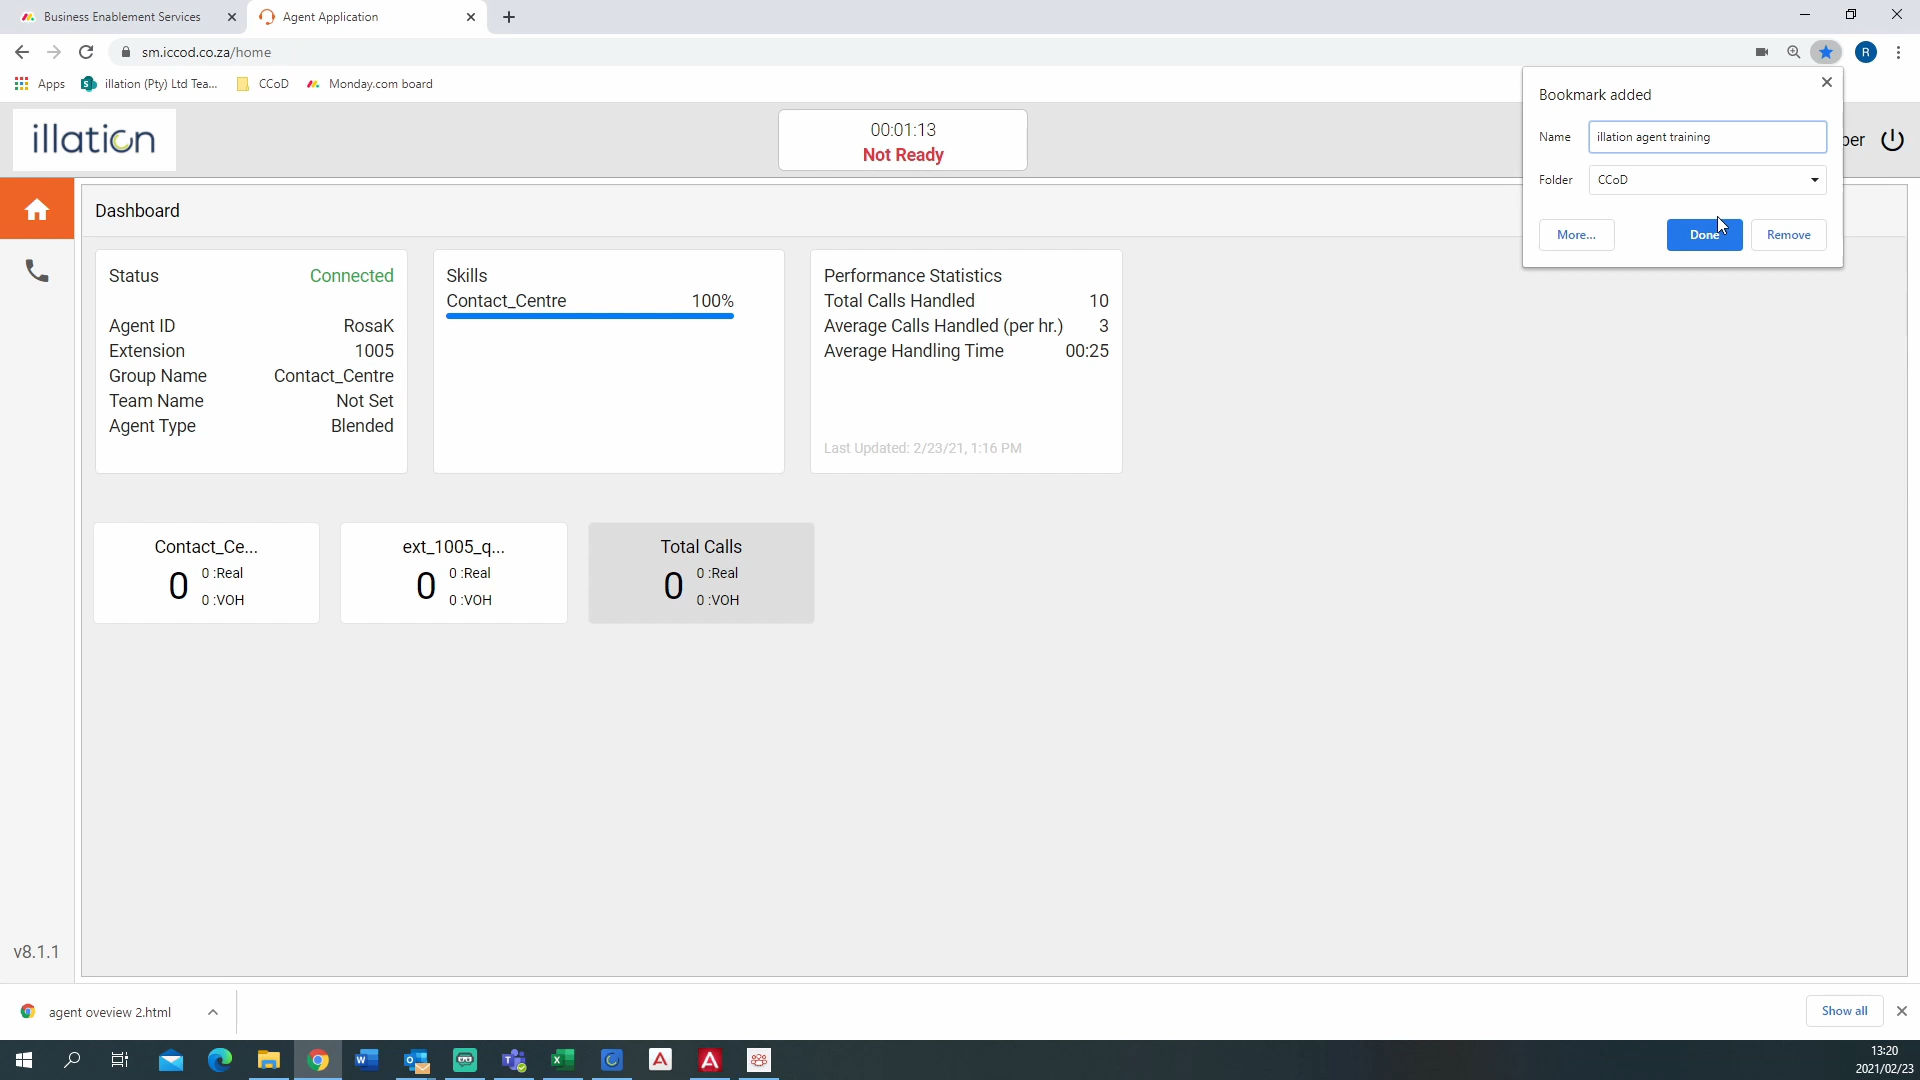 Business Enablement Services
Agent Application
sm.iccod.co.za/home
R
Apps
illation (Pty) Ltd Tea...
CCoD
Monday.com board
Bookmark added
Name
illation agent training
Folder
CCoD
More...
Done
Remove
illation
00:01:13
Not Ready
ber
Dashboard
Status
Connected
Agent ID
RosaK
Extension
1005
Group Name
Contact_Centre
Team Name
Not Set
Agent Type
Blended
Skills
Contact_Centre
100%
Performance Statistics
Total Calls Handled
10
Average Calls Handled (per hr.)
3
Average Handling Time
00:25
Last Updated: 2/23/21, 1:16 PM
Contact_Ce...
0
0 :Real
0 :VOH
ext_1005_q...
0
0 :Real
0 :VOH
Total Calls
0
0 :Real
0 :VOH
v8.1.1
agent oveview 2.html
Show all
13:20
2021/02/23